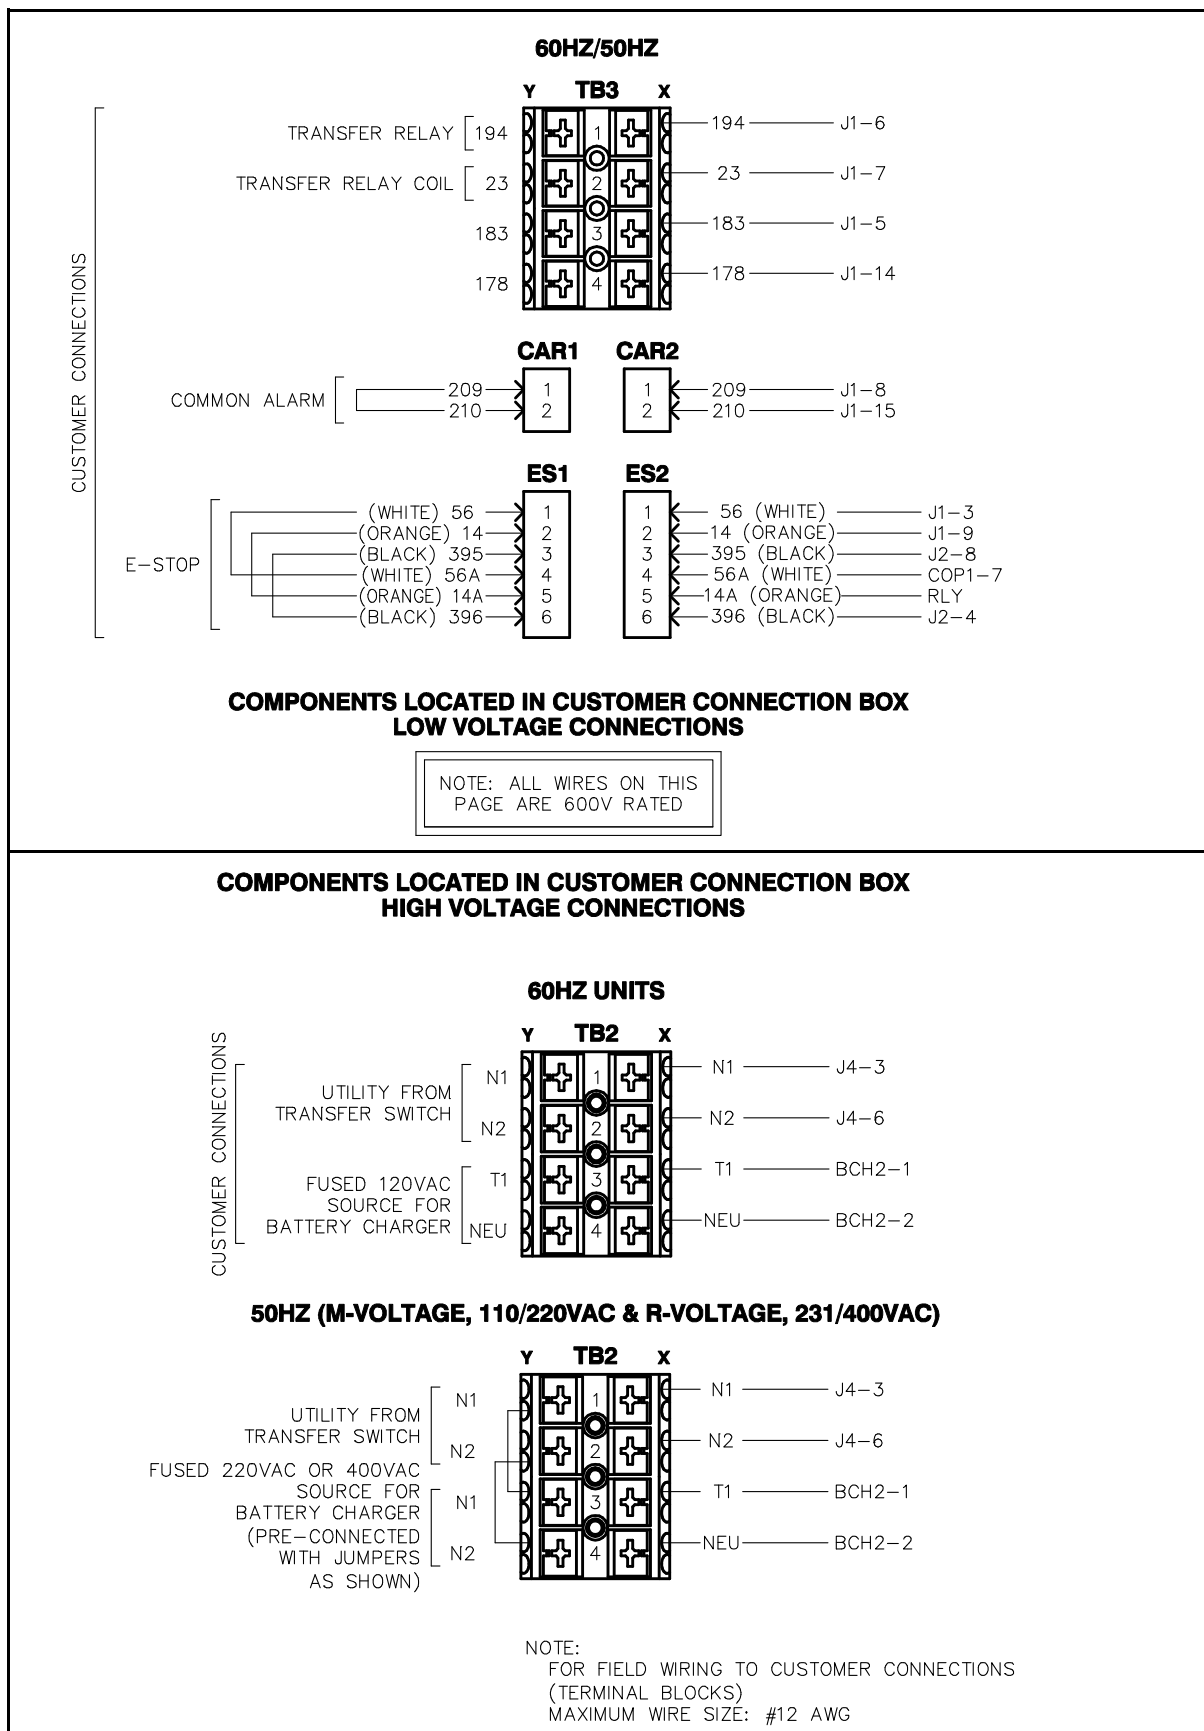 60HZ/50HZ
Y TB3 X
TRANSFER RELAY 194 1 194 J1-6
TRANSFER RELAY COIL 23 2 23 J1-7
183 3 183 J1-5
178 4 178 J1-14
CUSTOMER CONNECTIONS
CAR1 CAR2
COMMON ALARM
209 1 1 209 J1-8
210 2 2 210 J1-15
ES1 ES2
E-STOP
(WHITE) 56 1 1 56 (WHITE) J1-3
(ORANGE) 14 2 2 14 (ORANGE) J1-9
(BLACK) 395 3 3 395 (BLACK) J2-8
(WHITE) 56A 4 4 56A (WHITE) COP1-7
(ORANGE) 14A 5 5 14A (ORANGE) RLY
(BLACK) 396 6 6 396 (BLACK) J2-4
COMPONENTS LOCATED IN CUSTOMER CONNECTION BOX
LOW VOLTAGE CONNECTIONS
NOTE: ALL WIRES ON THIS
PAGE ARE 600V RATED
COMPONENTS LOCATED IN CUSTOMER CONNECTION BOX
HIGH VOLTAGE CONNECTIONS
60HZ UNITS
Y TB2 X
CUSTOMER CONNECTIONS
UTILITY FROM
TRANSFER SWITCH
N1 1 N1 J4-3
N2 2 N2 J4-6
FUSED 120VAC
SOURCE FOR
BATTERY CHARGER
T1 3 T1 BCH2-1
NEU 4 NEU BCH2-2
50HZ (M-VOLTAGE, 110/220VAC & R-VOLTAGE, 231/400VAC)
Y TB2 X
UTILITY FROM
TRANSFER SWITCH
N1 1 N1 J4-3
N2 2 N2 J4-6
FUSED 220VAC OR 400VAC
SOURCE FOR
BATTERY CHARGER
(PRE-CONNECTED
WITH JUMPERS
AS SHOWN)
N1 3 T1 BCH2-1
N2 4 NEU BCH2-2
NOTE:
FOR FIELD WIRING TO CUSTOMER CONNECTIONS
(TERMINAL BLOCKS)
MAXIMUM WIRE SIZE: #12 AWG